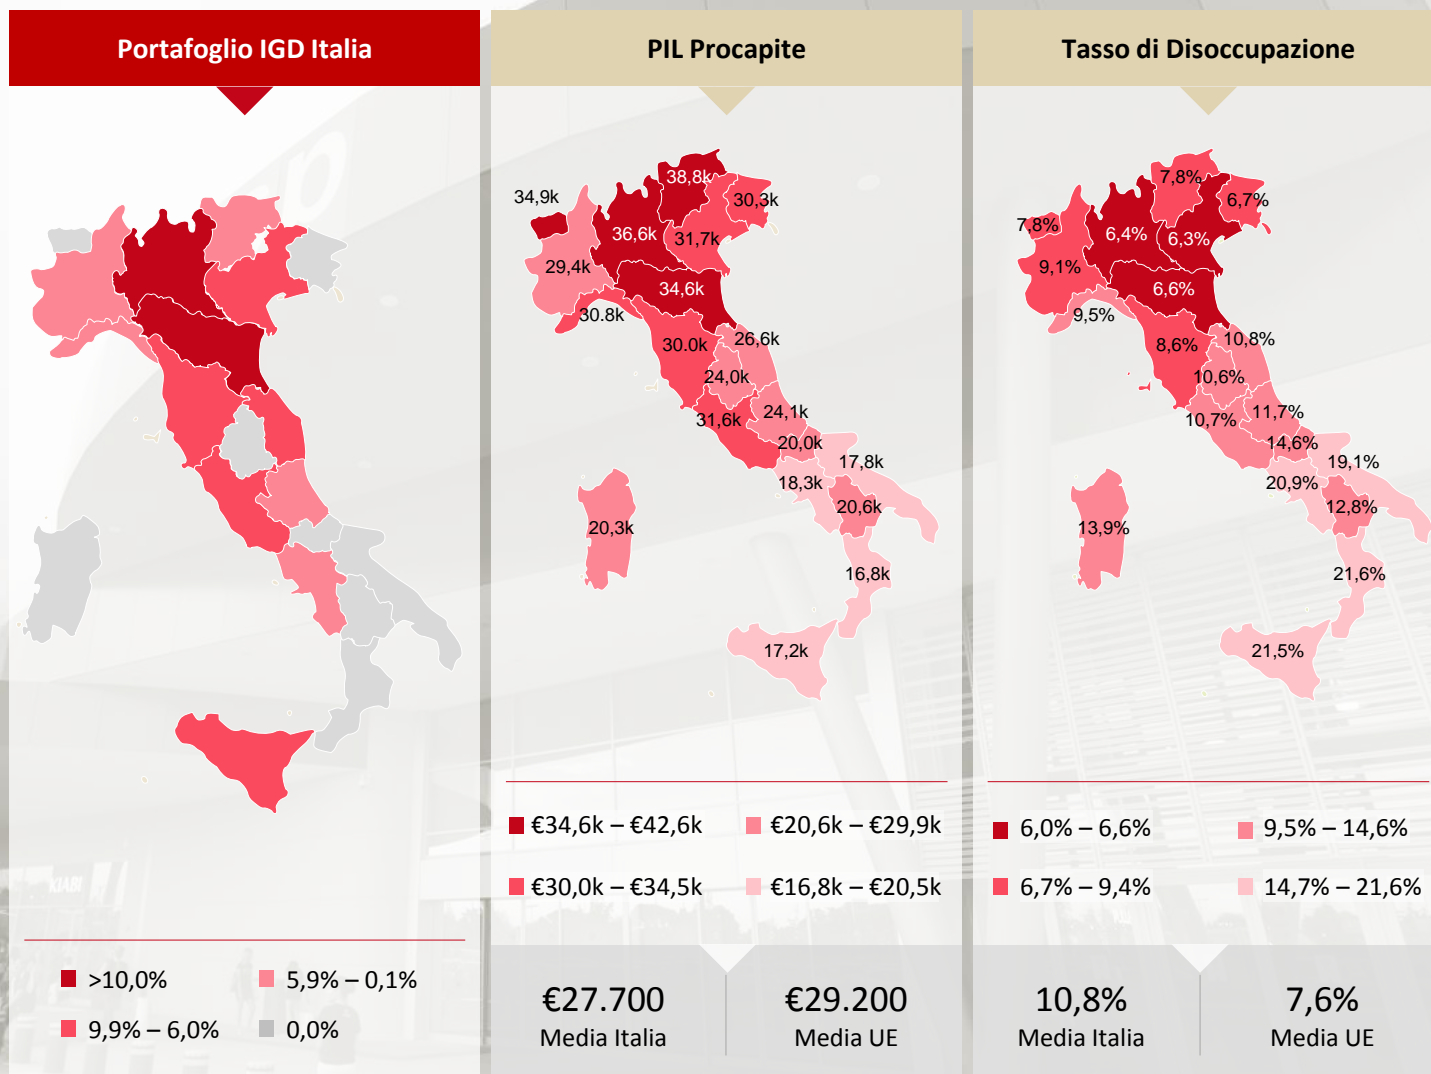 Portafoglio IGD Italia
PIL Procapite
Tasso di Disoccupazione
34,9k
38,8k
30,3k
36,6k
31,7k
29,4k
34,6k
30.8k
30.0k
26,6k
24,0k
31,6k
24,1k
20,0k
17,8k
18,3k
20,6k
20,3k
16,8k
17,2k
7,8%
6,7%
7,8%
6,4%
6,3%
9,1%
6,6%
9,5%
8,6%
10,8%
10,6%
10,7%
11,7%
14,6%
19,1%
20,9%
12,8%
13,9%
21,6%
21,5%
>10,0%
5,9% – 0,1%
9,9% – 6,0%
0,0%
€34,6k – €42,6k
€20,6k – €29,9k
€30,0k – €34,5k
€16,8k – €20,5k
6,0% – 6,6%
9,5% – 14,6%
6,7% – 9,4%
14,7% – 21,6%
€27.700
Media Italia
€29.200
Media UE
10,8%
Media Italia
7,6%
Media UE
KIABI